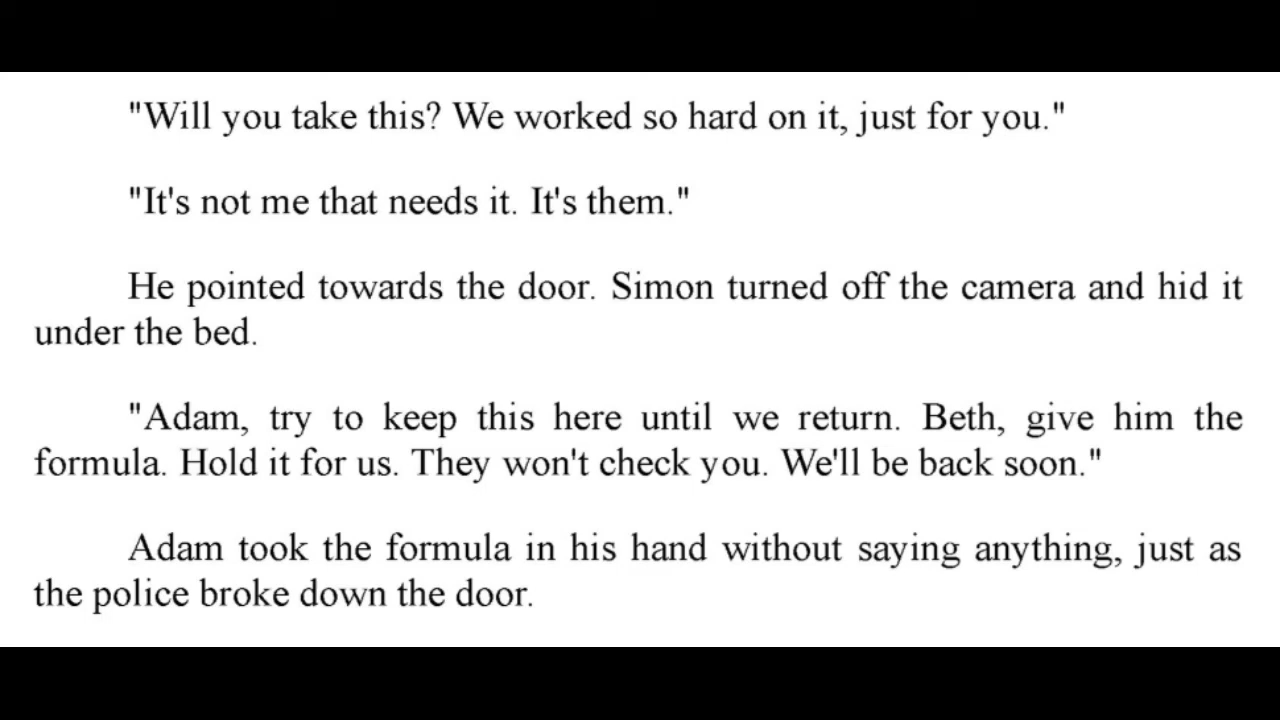 "Will you take this? We worked so hard on it, just for you."
"It's not me that needs it. It's them."
He pointed towards the door. Simon turned off the camera and hid it
under the bed.
"Adam, try to keep this here until we return. Beth, give him the
formula. Hold it for us. They won't check you. We'll be back soon."
Adam took the formula in his hand without saying anything, just as
the police broke down the door.